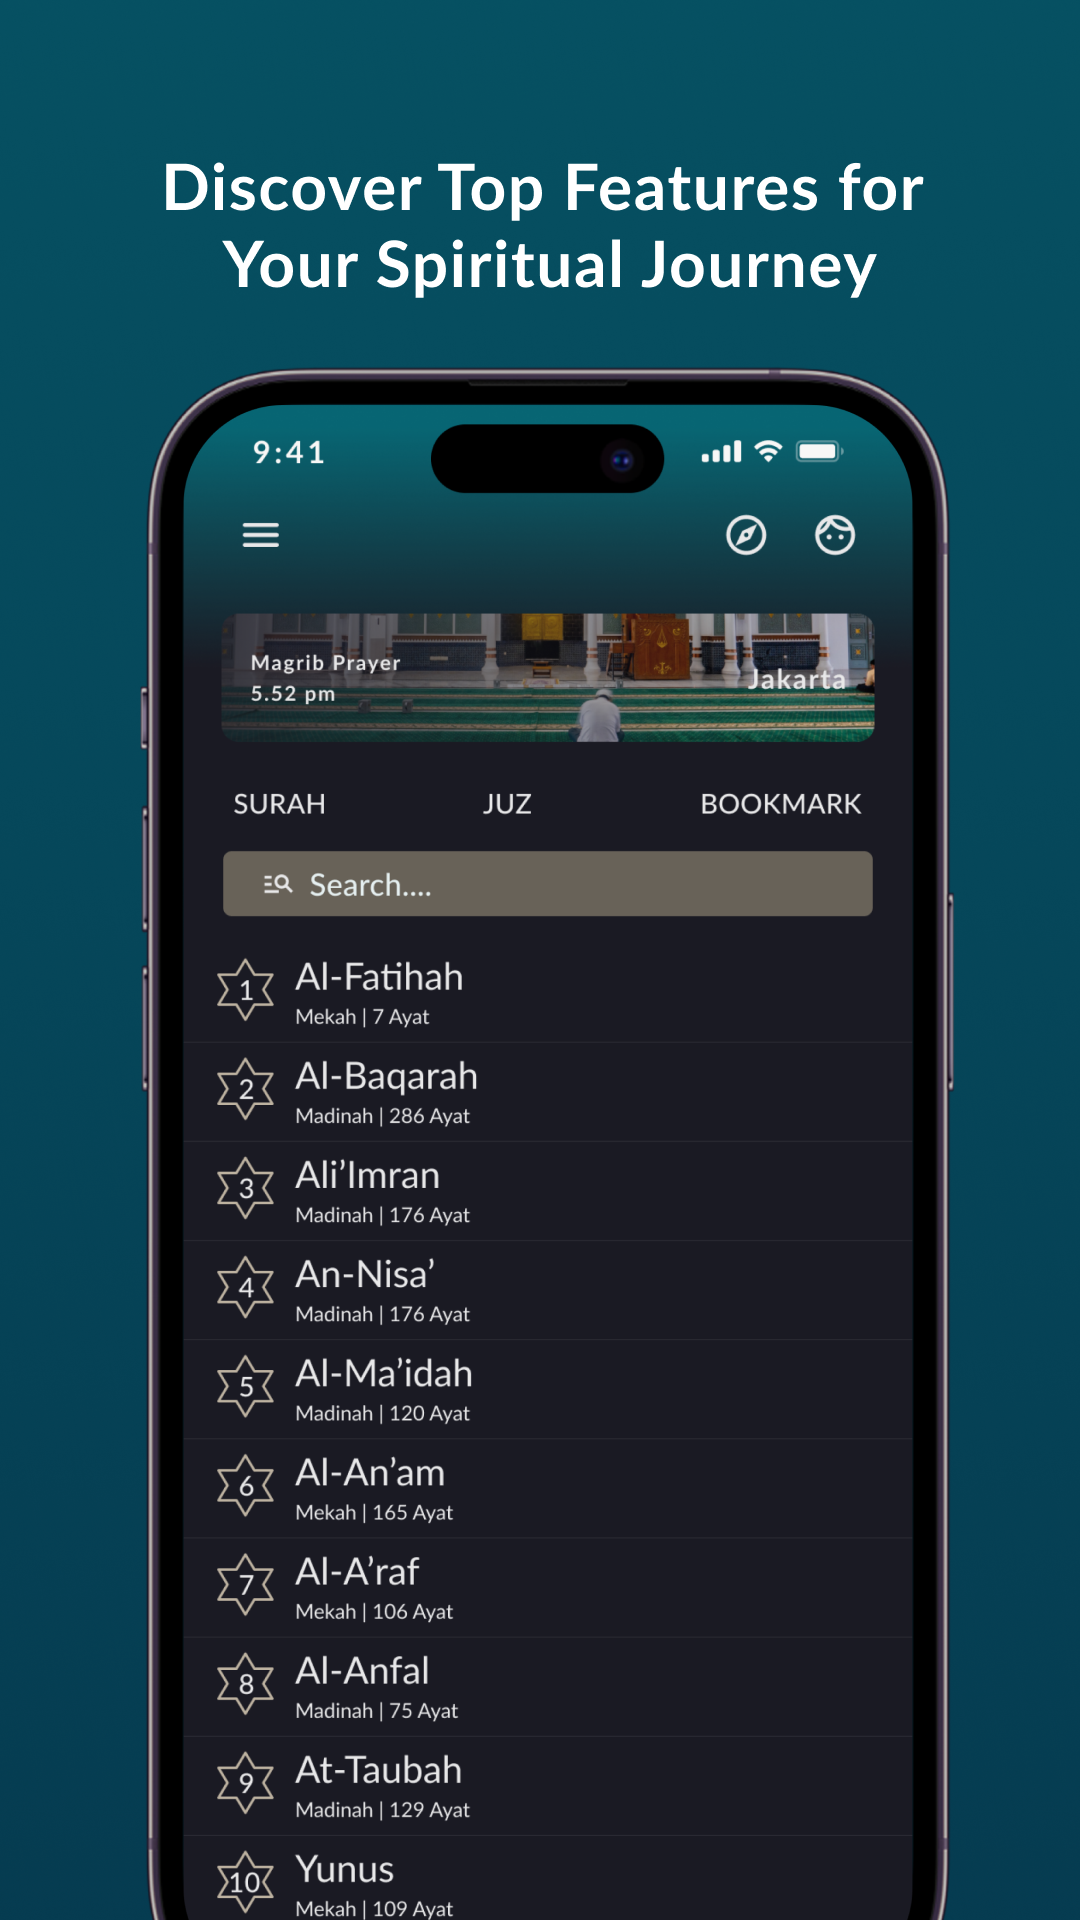 Discover Top Features for
Your Spiritual Journey
9:41
Magrib Prayer
5.52 pm
Jakarta
SURAH JUZ BOOKMARK
Search....
1 Al-Fatihah
Mekah | 7 Ayat
2 Al-Baqarah
Madinah | 286 Ayat
3 Ali’Imran
Madinah | 176 Ayat
4 An-Nisa’
Madinah | 176 Ayat
5 Al-Ma’idah
Madinah | 120 Ayat
6 Al-An’am
Mekah | 165 Ayat
7 Al-A’raf
Mekah | 106 Ayat
8 Al-Anfal
Madinah | 75 Ayat
9 At-Taubah
Madinah | 129 Ayat
10 Yunus
Mekah | 109 Ayat